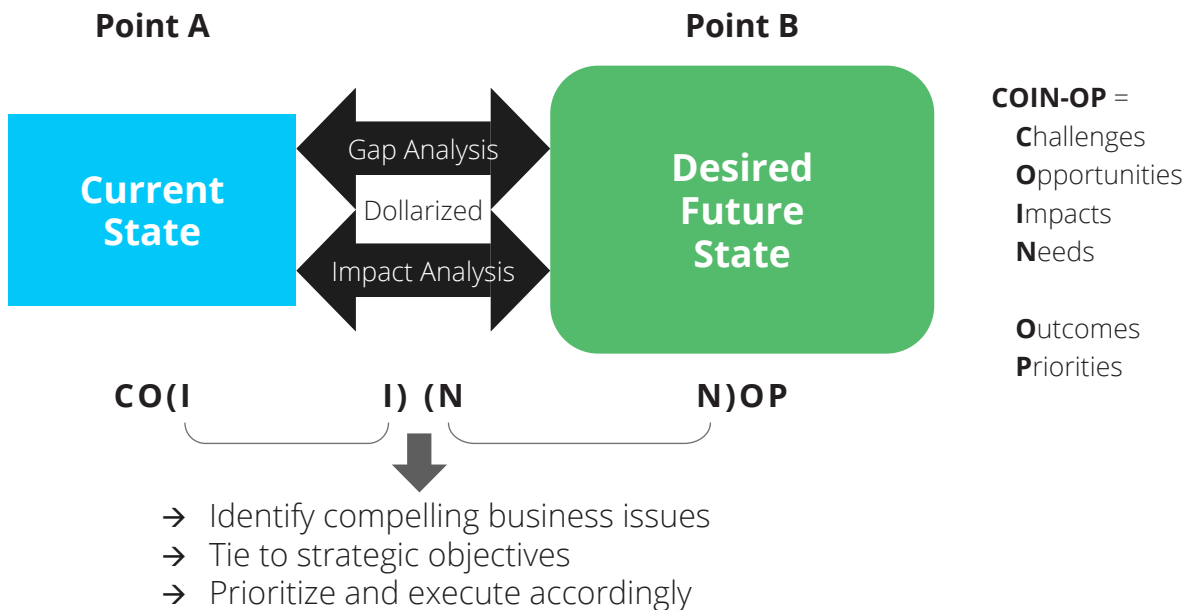 Point A
Point B
Current
State
Gap Analysis
Dollarized
Impact Analysis
Desired
Future
State
COIN-OP =
Challenges
Opportunities
Impacts
Needs
Outcomes
Priorities
CO(I
I) (N
N)OP
→ Identify compelling business issues
→ Tie to strategic objectives
→ Prioritize and execute accordingly